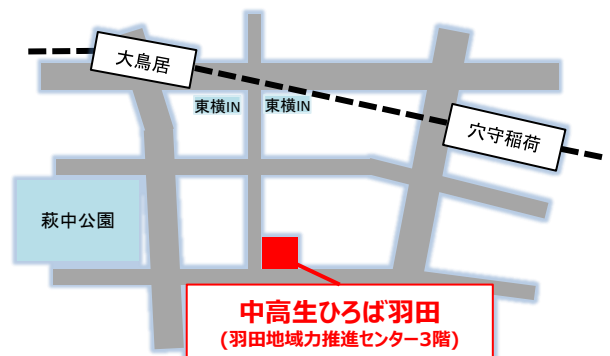 大鳥居
東横IN 東横IN
穴守稲荷
萩中公園
中高生ひろば羽田
(羽田地域力推進センター3階)